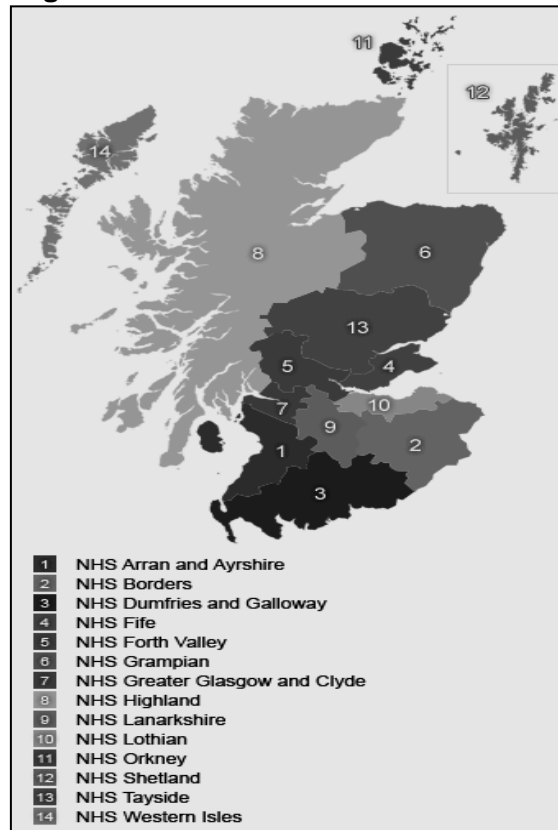 11
12
14
8
6
13
5
4
7
10
9
1
2
3
1 NHS Arran and Ayrshire
2 NHS Borders
3 NHS Dumfries and Galloway
4 NHS Fife
5 NHS Forth Valley
6 NHS Grampian
7 NHS Greater Glasgow and Clyde
8 NHS Highland
9 NHS Lanarkshire
10 NHS Lothian
11 NHS Orkney
12 NHS Shetland
13 NHS Tayside
14 NHS Western Isles